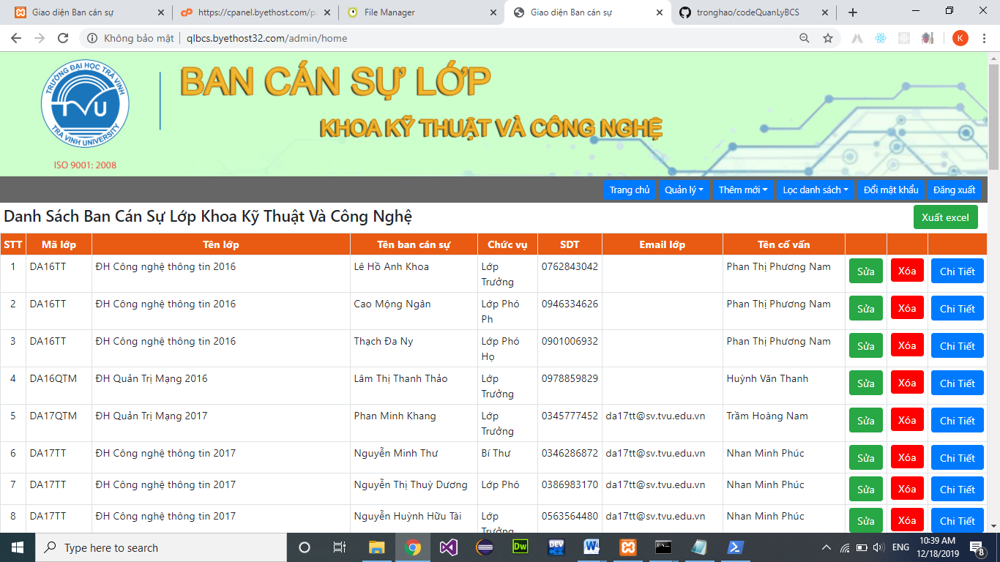 Giao diện Ban cán sự
https://cpanel.byethost.com/pa
File Manager
Giao diện Ban cán sự
tronghao/codeQuanLyBCS
Không bảo mật
qlbcs.byethost32.com/admin/home
K
TRƯỜNG ĐẠI HỌC TRÀ VINH
TVU
TRA VINH UNIVERSITY
ISO 9001: 2008
BAN CÁN SỰ LỚP
KHOA KỸ THUẬT VÀ CÔNG NGHỆ
Trang chủ Quản lý Thêm mới Lọc danh sách Đổi mật khẩu Đăng xuất
Danh Sách Ban Cán Sự Lớp Khoa Kỹ Thuật Và Công Nghệ
Xuất excel
STT Mã lớp Tên lớp Tên ban cán sự Chức vụ SDT Email lớp Tên cố vấn
1 DA16TT ĐH Công nghệ thông tin 2016 Lê Hồ Anh Khoa Lớp Trưởng 0762843042 Phan Thị Phương Nam Sửa Xóa Chi Tiết
2 DA16TT ĐH Công nghệ thông tin 2016 Cao Mộng Ngân Lớp Phó Ph 0946334626 Phan Thị Phương Nam Sửa Xóa Chi Tiết
3 DA16TT ĐH Công nghệ thông tin 2016 Thạch Đa Ny Lớp Phó Họ 0901006932 Phan Thị Phương Nam Sửa Xóa Chi Tiết
4 DA16QTM ĐH Quản Trị Mạng 2016 Lâm Thị Thanh Thảo Lớp Trưởng 0978859829 Huỳnh Văn Thanh Sửa Xóa Chi Tiết
5 DA17QTM ĐH Quản Trị Mạng 2017 Phan Minh Khang Lớp Trưởng 0345777452 da17tt@sv.tvu.edu.vn Trầm Hoàng Nam Sửa Xóa Chi Tiết
6 DA17TT ĐH Công nghệ thông tin 2017 Nguyễn Minh Thư Bí Thư 0346286872 da17tt@sv.tvu.edu.vn Nhan Minh Phúc Sửa Xóa Chi Tiết
7 DA17TT ĐH Công nghệ thông tin 2017 Nguyễn Thị Thuỳ Dương Lớp Phó 0386983170 da17tt@sv.tvu.edu.vn Nhan Minh Phúc Sửa Xóa Chi Tiết
8 DA17TT ĐH Công nghệ thông tin 2017 Nguyễn Huỳnh Hữu Tài Lớp Trưởng 0563564480 da17tt@sv.tvu.edu.vn Nhan Minh Phúc Sửa Xóa Chi Tiết
Type here to search
Dw
DEV
ENG
10:39 AM
12/18/2019
8